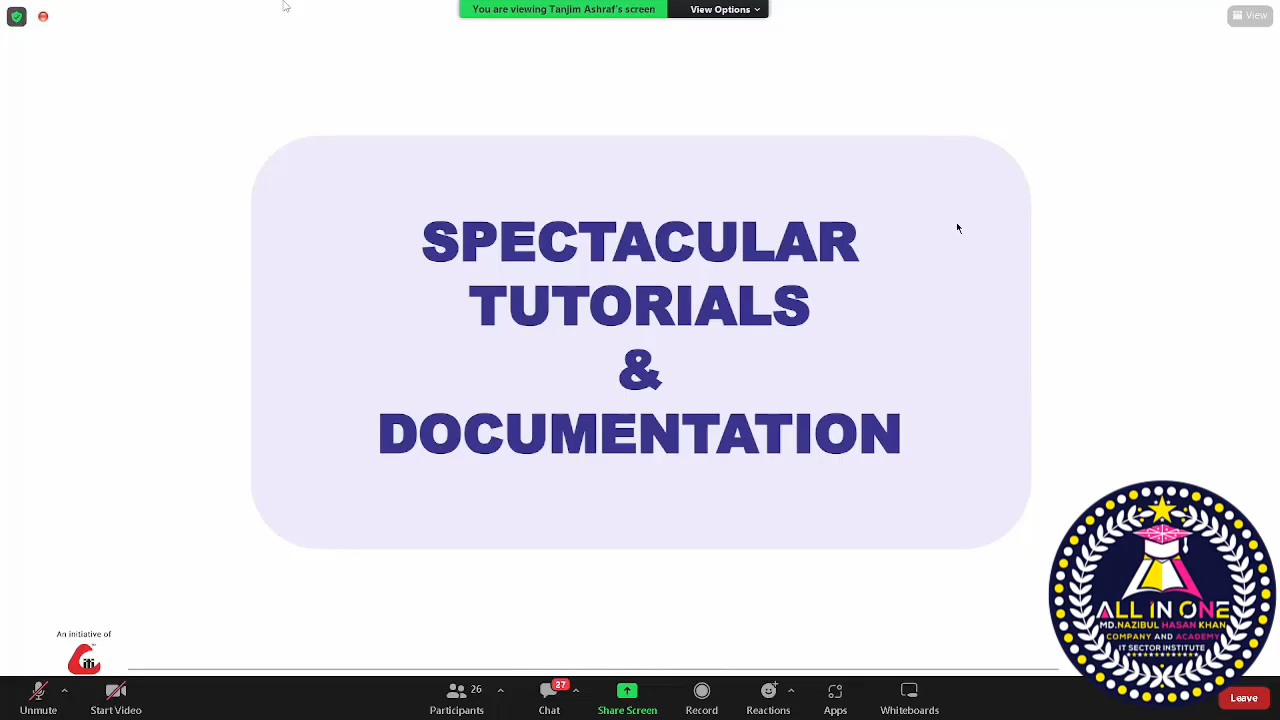 You are viewing Tanjim Ashraf's screen
View Options
View
SPECTACULAR
TUTORIALS
&
DOCUMENTATION
An initiative of
ALL IN ONE
MD.NAZIBUL HASAN KHAN
COMPANY AND ACADEMY
IT SECTOR INSTITUTE
Unmute
Start Video
26
Participants
27
Chat
Share Screen
Record
Reactions
Apps
Whiteboards
Leave